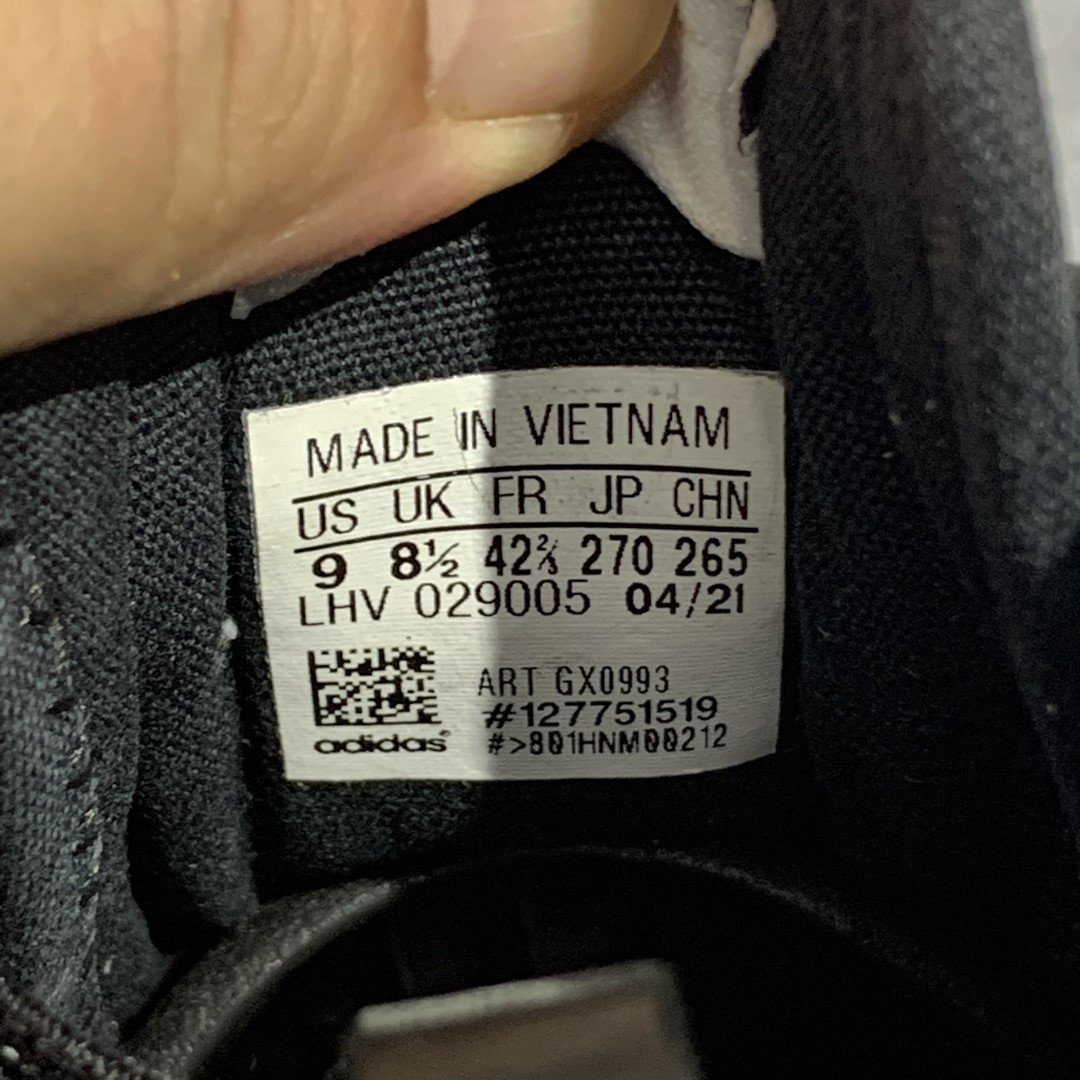 MADE IN VIETNAM
US UK FR JP CHN
9 8½ 42⅔ 270 265
LHV 029005 04/21
ART GX0993
#127751519
adidas® #>801HNM00212